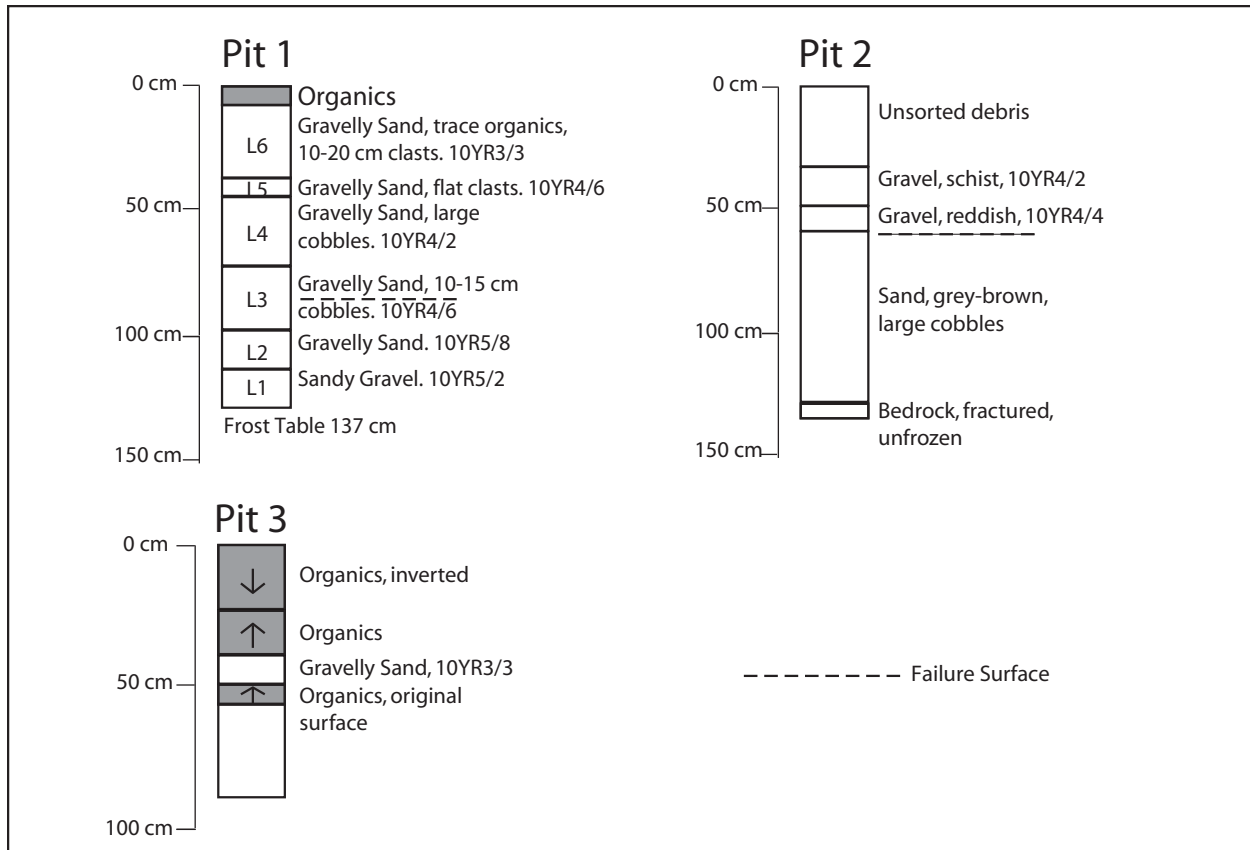 Pit 1
0 cm
50 cm
100 cm
150 cm
Organics
L6
Gravelly Sand, trace organics,
10-20 cm clasts. 10YR3/3
L5
Gravelly Sand, flat clasts. 10YR4/6
L4
Gravelly Sand, large
cobbles. 10YR4/2
L3
Gravelly Sand, 10-15 cm
cobbles. 10YR4/6
L2
Gravelly Sand. 10YR5/8
L1
Sandy Gravel. 10YR5/2
Frost Table 137 cm
Pit 2
0 cm
50 cm
100 cm
150 cm
Unsorted debris
Gravel, schist, 10YR4/2
Gravel, reddish, 10YR4/4
Sand, grey-brown,
large cobbles
Bedrock, fractured,
unfrozen
Pit 3
0 cm
50 cm
100 cm
Organics, inverted
Organics
Gravelly Sand, 10YR3/3
Organics, original
surface
Failure Surface